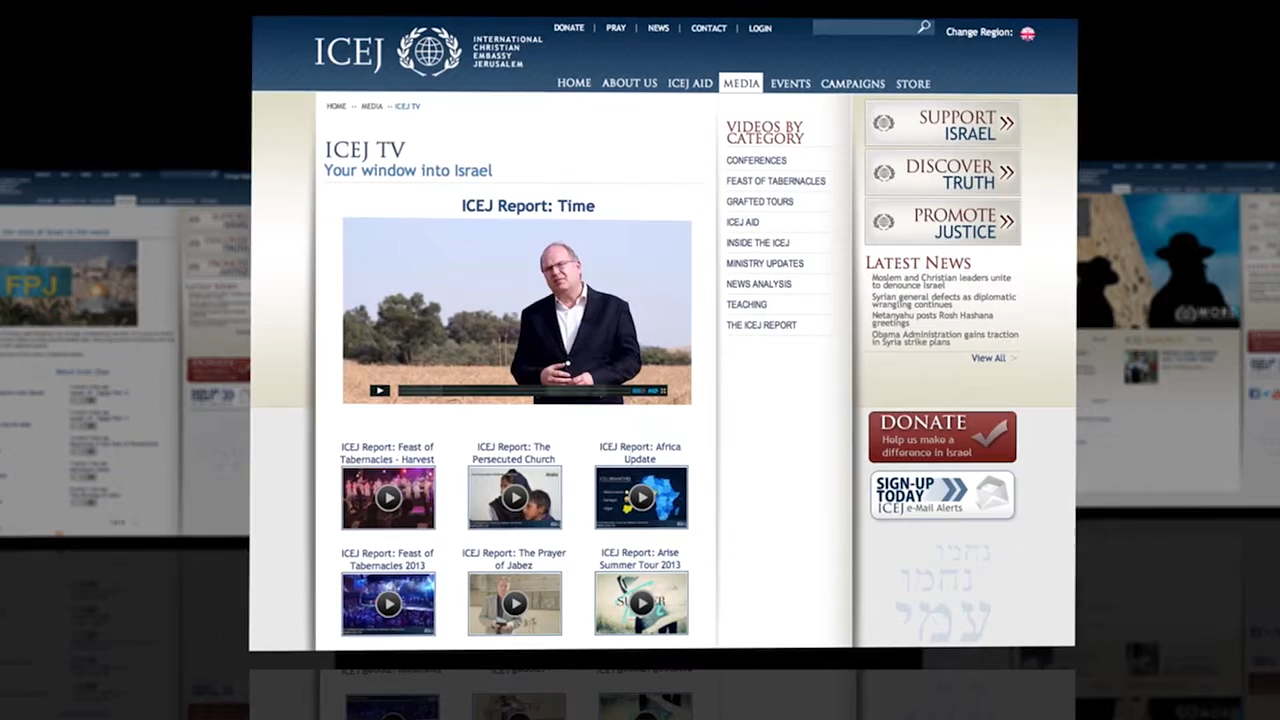 ICEJ
INTERNATIONAL
CHRISTIAN
EMBASSY
JERUSALEM
DONATE | PRAY | NEWS | CONTACT | LOGIN
Change Region:
HOME ABOUT US ICEJ AID MEDIA EVENTS CAMPAIGNS STORE
HOME -- MEDIA -- ICEJ TV
ICEJ TV
Your window into Israel
ICEJ Report: Time
ICEJ Report: Feast of
Tabernacles - Harvest
ICEJ Report: The
Persecuted Church
ICEJ Report: Africa
Update
ICEJ Report: Feast of
Tabernacles 2013
ICEJ Report: The Prayer
of Jabez
ICEJ Report: Arise
Summer Tour 2013
VIDEOS BY
CATEGORY
CONFERENCES
FEAST OF TABERNACLES
GRAFTED TOURS
ICEJ AID
INSIDE THE ICEJ
MINISTRY UPDATES
NEWS ANALYSIS
TEACHING
THE ICEJ REPORT
SUPPORT
ISRAEL
DISCOVER
TRUTH
PROMOTE
JUSTICE
LATEST NEWS
Moslem and Christian leaders unite
to denounce Israel
Syrian general defects as diplomatic
wrangling continues
Netanyahu posts Rosh Hashana
greetings
Obama Administration gains traction
in Syria strike plans
View All >
DONATE
Help us make a
difference in Israel
SIGN-UP
TODAY
ICEJ e-Mail Alerts
נחמו
נחמו
עמי
FPJ